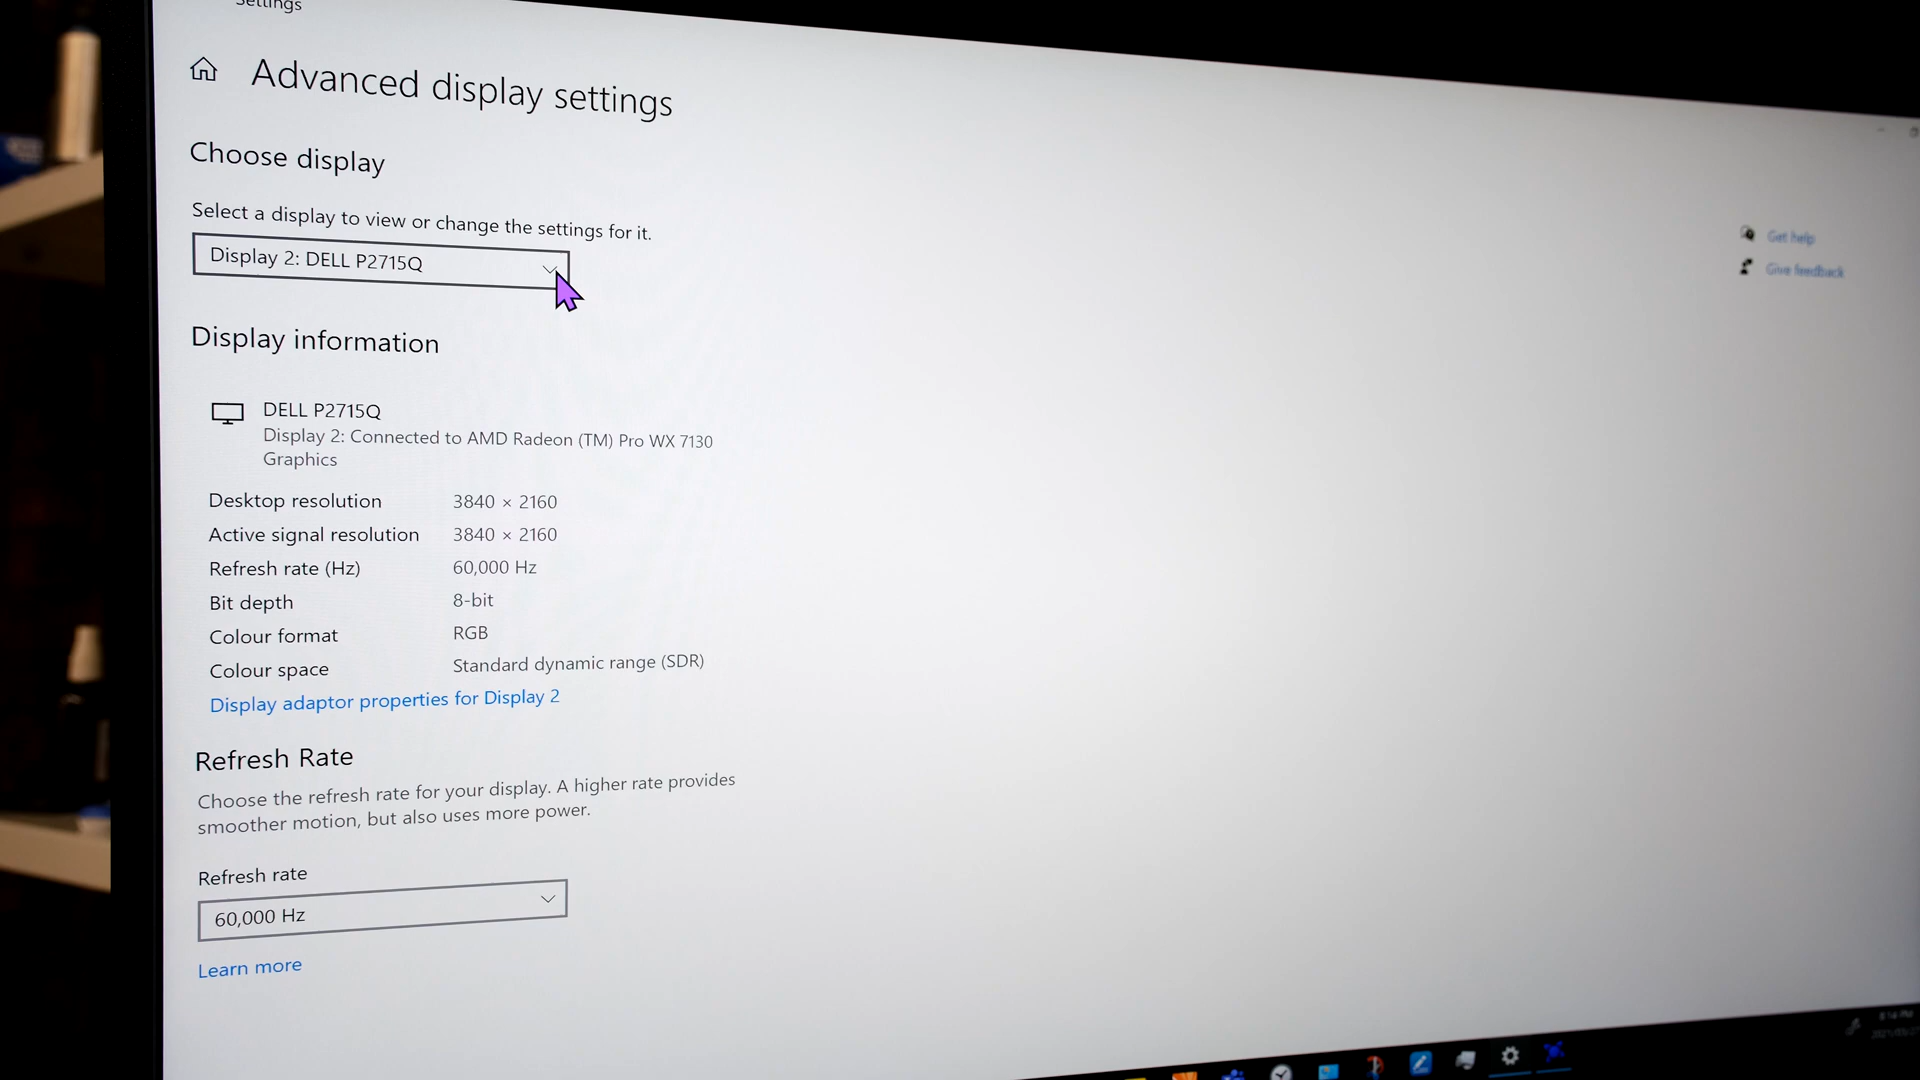 Settings
Advanced display settings
Choose display
Select a display to view or change the settings for it.
Display 2: DELL P2715Q
Get help
Give feedback
Display information
DELL P2715Q
Display 2: Connected to AMD Radeon (TM) Pro WX 7130
Graphics
Desktop resolution 3840 × 2160
Active signal resolution 3840 × 2160
Refresh rate (Hz) 60,000 Hz
Bit depth 8-bit
Colour format RGB
Colour space Standard dynamic range (SDR)
Display adaptor properties for Display 2
Refresh Rate
Choose the refresh rate for your display. A higher rate provides
smoother motion, but also uses more power.
Refresh rate
60,000 Hz
Learn more